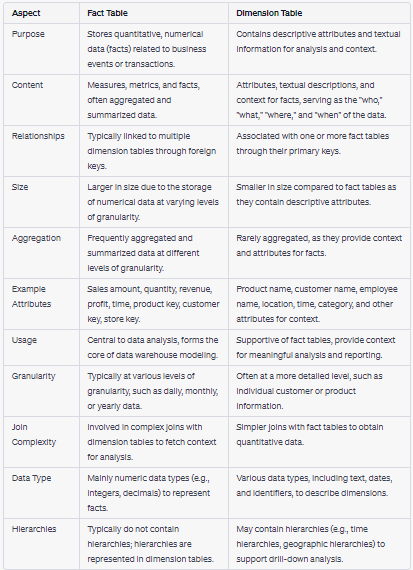 Aspect Fact Table Dimension Table
Purpose Stores quantitative, numerical Contains descriptive attributes and textual
data (facts) related to business information for analysis and context.
events or transactions.
Content Measures, metrics, and facts, Attributes, textual descriptions, and
often aggregated and context for facts, serving as the "who,"
summarized data. "what," "where," and "when" of the data.
Relationships Typically linked to multiple Associated with one or more fact tables
dimension tables through foreign through their primary keys.
keys.
Size Larger in size due to the storage Smaller in size compared to fact tables as
of numerical data at varying levels they contain descriptive attributes.
of granularity.
Aggregation Frequently aggregated and Rarely aggregated, as they provide context
summarized data at different and attributes for facts.
levels of granularity.
Example Sales amount, quantity, revenue, Product name, customer name, employee
Attributes profit, time, product key, customer name, location, time, category, and other
key, store key. attributes for context.
Usage Central to data analysis, forms the Supportive of fact tables, provide context
core of data warehouse modeling. for meaningful analysis and reporting.
Granularity Typically at various levels of Often at a more detailed level, such as
granularity, such as daily, monthly, individual customer or product
or yearly data. information.
Join Involved in complex joins with Simpler joins with fact tables to obtain
Complexity dimension tables to fetch context quantitative data.
for analysis.
Data Type Mainly numeric data types (e.g., Various data types, including text, dates,
integers, decimals) to represent and identifiers, to describe dimensions.
facts.
Hierarchies Typically do not contain May contain hierarchies (e.g., time
hierarchies; hierarchies are hierarchies, geographic hierarchies) to
represented in dimension tables. support drill-down analysis.